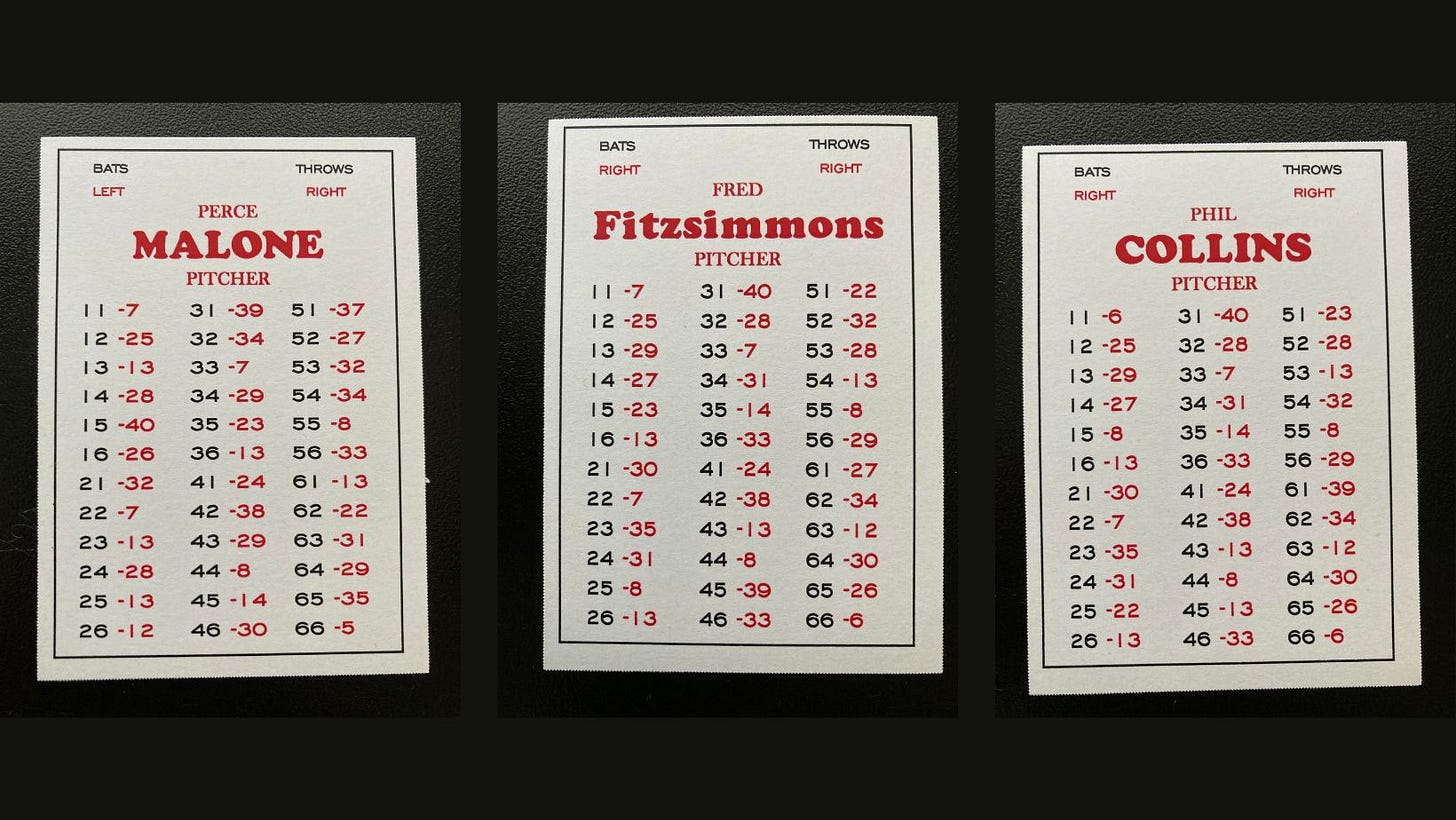 BATS THROWS
LEFT RIGHT
PERCE
MALONE
PITCHER
11 -7 31 -39 51 -37
12 -25 32 -34 52 -27
13 -13 33 -7 53 -32
14 -28 34 -29 54 -34
15 -40 35 -23 55 -8
16 -26 36 -13 56 -33
21 -32 41 -24 61 -13
22 -7 42 -38 62 -22
23 -13 43 -29 63 -31
24 -28 44 -8 64 -29
25 -13 45 -14 65 -35
26 -12 46 -30 66 -5
BATS THROWS
RIGHT RIGHT
FRED
Fitzsimmons
PITCHER
11 -7 31 -40 51 -22
12 -25 32 -28 52 -32
13 -29 33 -7 53 -28
14 -27 34 -31 54 -13
15 -23 35 -14 55 -8
16 -13 36 -33 56 -29
21 -30 41 -24 61 -27
22 -7 42 -38 62 -34
23 -35 43 -13 63 -12
24 -31 44 -8 64 -30
25 -8 45 -39 65 -26
26 -13 46 -33 66 -6
BATS THROWS
RIGHT RIGHT
PHIL
COLLINS
PITCHER
11 -6 31 -40 51 -23
12 -25 32 -28 52 -28
13 -29 33 -7 53 -13
14 -27 34 -31 54 -32
15 -8 35 -14 55 -8
16 -13 36 -33 56 -29
21 -30 41 -24 61 -39
22 -7 42 -38 62 -34
23 -35 43 -13 63 -12
24 -31 44 -8 64 -30
25 -22 45 -13 65 -26
26 -13 46 -33 66 -6